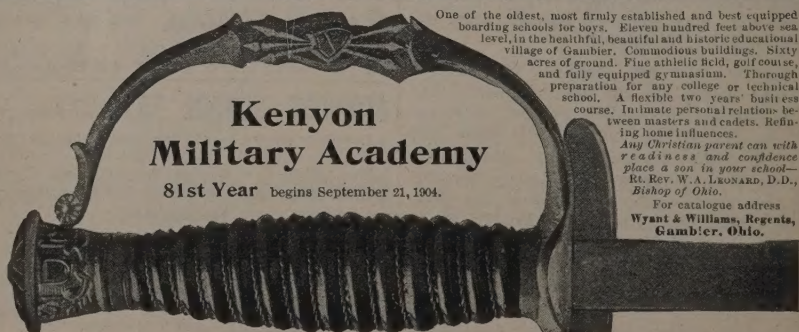 Kenyon
Military Academy
81st Year begins September 21, 1904.
One of the oldest, most firmly established and best equipped
boarding schools for boys. Eleven hundred feet above sea
level, in the healthful, beautiful and historic educational
village of Gambier. Commodious buildings. Sixty
acres of ground. Fine athletic field, golf course,
and fully equipped gymnasium. Thorough
preparation for any college or technical
school. A flexible two years' business
course. Intimate personal relations be-
tween masters and cadets. Refin-
ing home influences.
Any Christian parent can with
readiness and confidence
place a son in your school—
Rt. Rev. W. A. LEONARD, D.D.,
Bishop of Ohio.
For catalogue address
Wyant & Williams, Regents,
Gambier, Ohio.